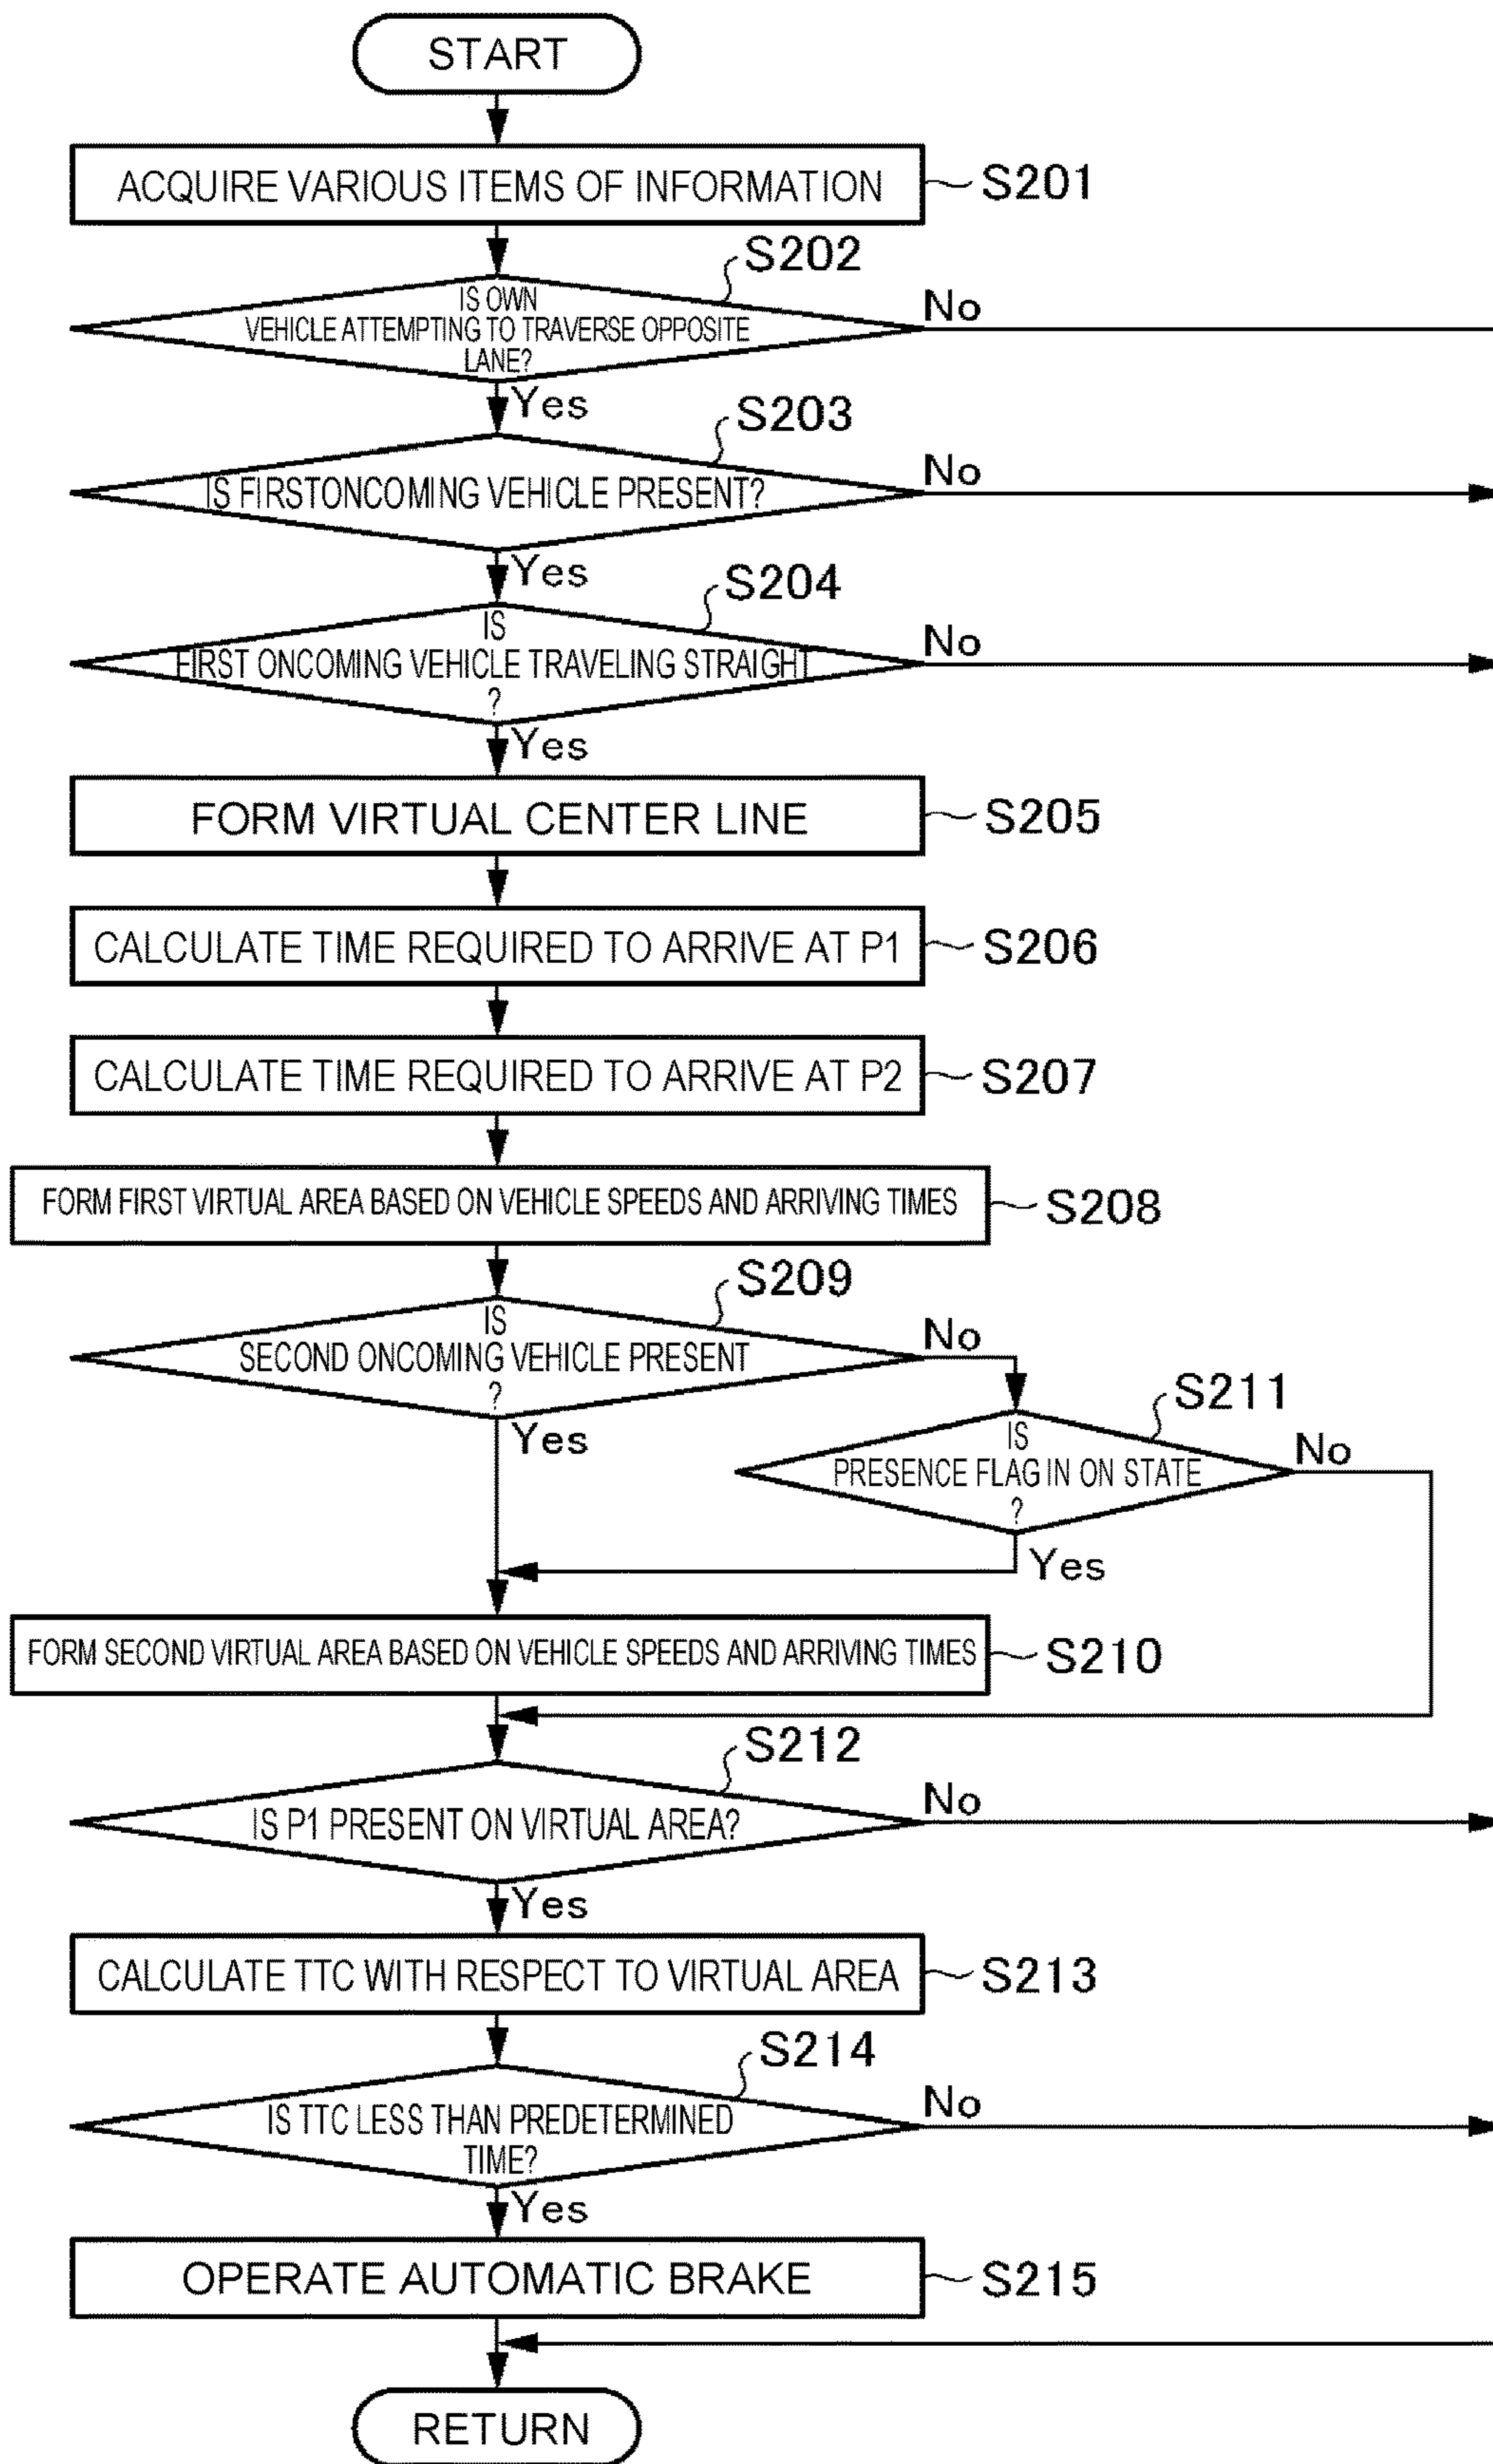 START
ACQUIRE VARIOUS ITEMS OF INFORMATION
S201
S202
IS OWN
VEHICLE ATTEMPTING TO TRAVERSE OPPOSITE
LANE?
No
Yes
S203
IS FIRSTONCOMING VEHICLE PRESENT?
No
Yes
S204
IS
FIRST ONCOMING VEHICLE TRAVELING STRAIGHT
?
No
Yes
FORM VIRTUAL CENTER LINE
S205
CALCULATE TIME REQUIRED TO ARRIVE AT P1
S206
CALCULATE TIME REQUIRED TO ARRIVE AT P2
S207
FORM FIRST VIRTUAL AREA BASED ON VEHICLE SPEEDS AND ARRIVING TIMES
S208
S209
IS
SECOND ONCOMING VEHICLE PRESENT
?
No
Yes
S211
IS
PRESENCE FLAG IN ON STATE
?
No
Yes
FORM SECOND VIRTUAL AREA BASED ON VEHICLE SPEEDS AND ARRIVING TIMES
S210
S212
IS P1 PRESENT ON VIRTUAL AREA?
No
Yes
CALCULATE TTC WITH RESPECT TO VIRTUAL AREA
S213
S214
IS TTC LESS THAN PREDETERMINED
TIME?
No
Yes
OPERATE AUTOMATIC BRAKE
S215
RETURN